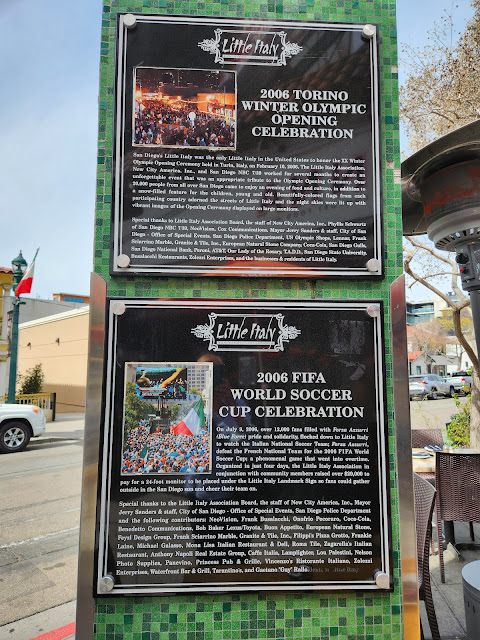 Little Italy
2006 TORINO
WINTER OLYMPIC
OPENING
CELEBRATION
San Diego's Little Italy was the only Little Italy in the United States to honor the XX Winter
Olympic Opening Ceremony held in Turin, Italy, on February 10, 2006. The Little Italy Association,
New City America, Inc., and San Diego NBC 7/39 worked for several months to create an
unforgettable event that was an appropriate tribute to the Olympic Opening Ceremony. Over
20,000 people from all over San Diego came to enjoy an evening of food and culture, in addition to
a snow-filled feature for the children, young and old. Beautifully-colored flags from each
participating country adorned the streets of Little Italy and the night skies were lit up with
vibrant images of the Opening Ceremony displayed on large monitors.
Special thanks to Little Italy Association Board, the staff of New City America, Inc., Phyllis Schwartz
of San Diego NBC 7/39, NeoVision, Cox Communications, Mayor Jerry Sanders & staff, City of San
Diego - Office of Special Events, San Diego Police Department, US Olympic Shops, Lennar, Frank
Sclarrino Marble, Granite & Tile, Inc., European Natural Stone Company, Coca-Cola, San Diego Gulls,
San Diego National Bank, Peroni, AT&T, Our Lady of the Rosary Y.A.D., San Diego State University,
Busalacchi Restaurants, Zolezzi Enterprises, and the businesses & residents of Little Italy.
Little Italy
2006 FIFA
WORLD SOCCER
CUP CELEBRATION
On July 9, 2006, over 12,000 fans filled with Forza Azzurri
(Blue Force) pride and solidarity, flocked down to Little Italy
to watch the Italian National Soccer Team; Forza Azzurri,
defeat the French National Team for the 2006 FIFA World
Soccer Cup; a phenomenal game that went into overtime.
Organized in just four days, the Little Italy Association in
conjunction with community members raised over $20,000 to
pay for a 24-foot monitor to be placed under the Little Italy Landmark Sign so fans could gather
outside in the San Diego sun and cheer their team on.
Special thanks to the Little Italy Association Board, the staff of New City America, Inc., Mayor
Jerry Sanders & staff, City of San Diego - Office of Special Events, San Diego Police Department
and the following contributors NeoVision, Frank Busalacchi, Onofrio Pecoraro, Coca-Cola,
Benedetto Communications, Bob Baker Lexus/Toyota, Buon Appetito, European Natural Stone,
Feyul Design Group, Frank Sclarrino Marble, Granite & Tile, Inc., Filippi's Pizza Grotto, Frankie
Laine, Michael Galasso, Mona Lisa Italian Restaurant & Deli, Roma Tile, Zagarella's Italian
Restaurant, Anthony Napoli Real Estate Group, Caffe Italia, Lamplighter, Lou Palestini, Nelson
Photo Supplies, Panevino, Princess Pub & Grille, Vincenzo's Ristorante Italiano, Zolezzi
Enterprises, Waterfront Bar & Grill, Tarantino's, and Gaetano "Guy" Rallo.